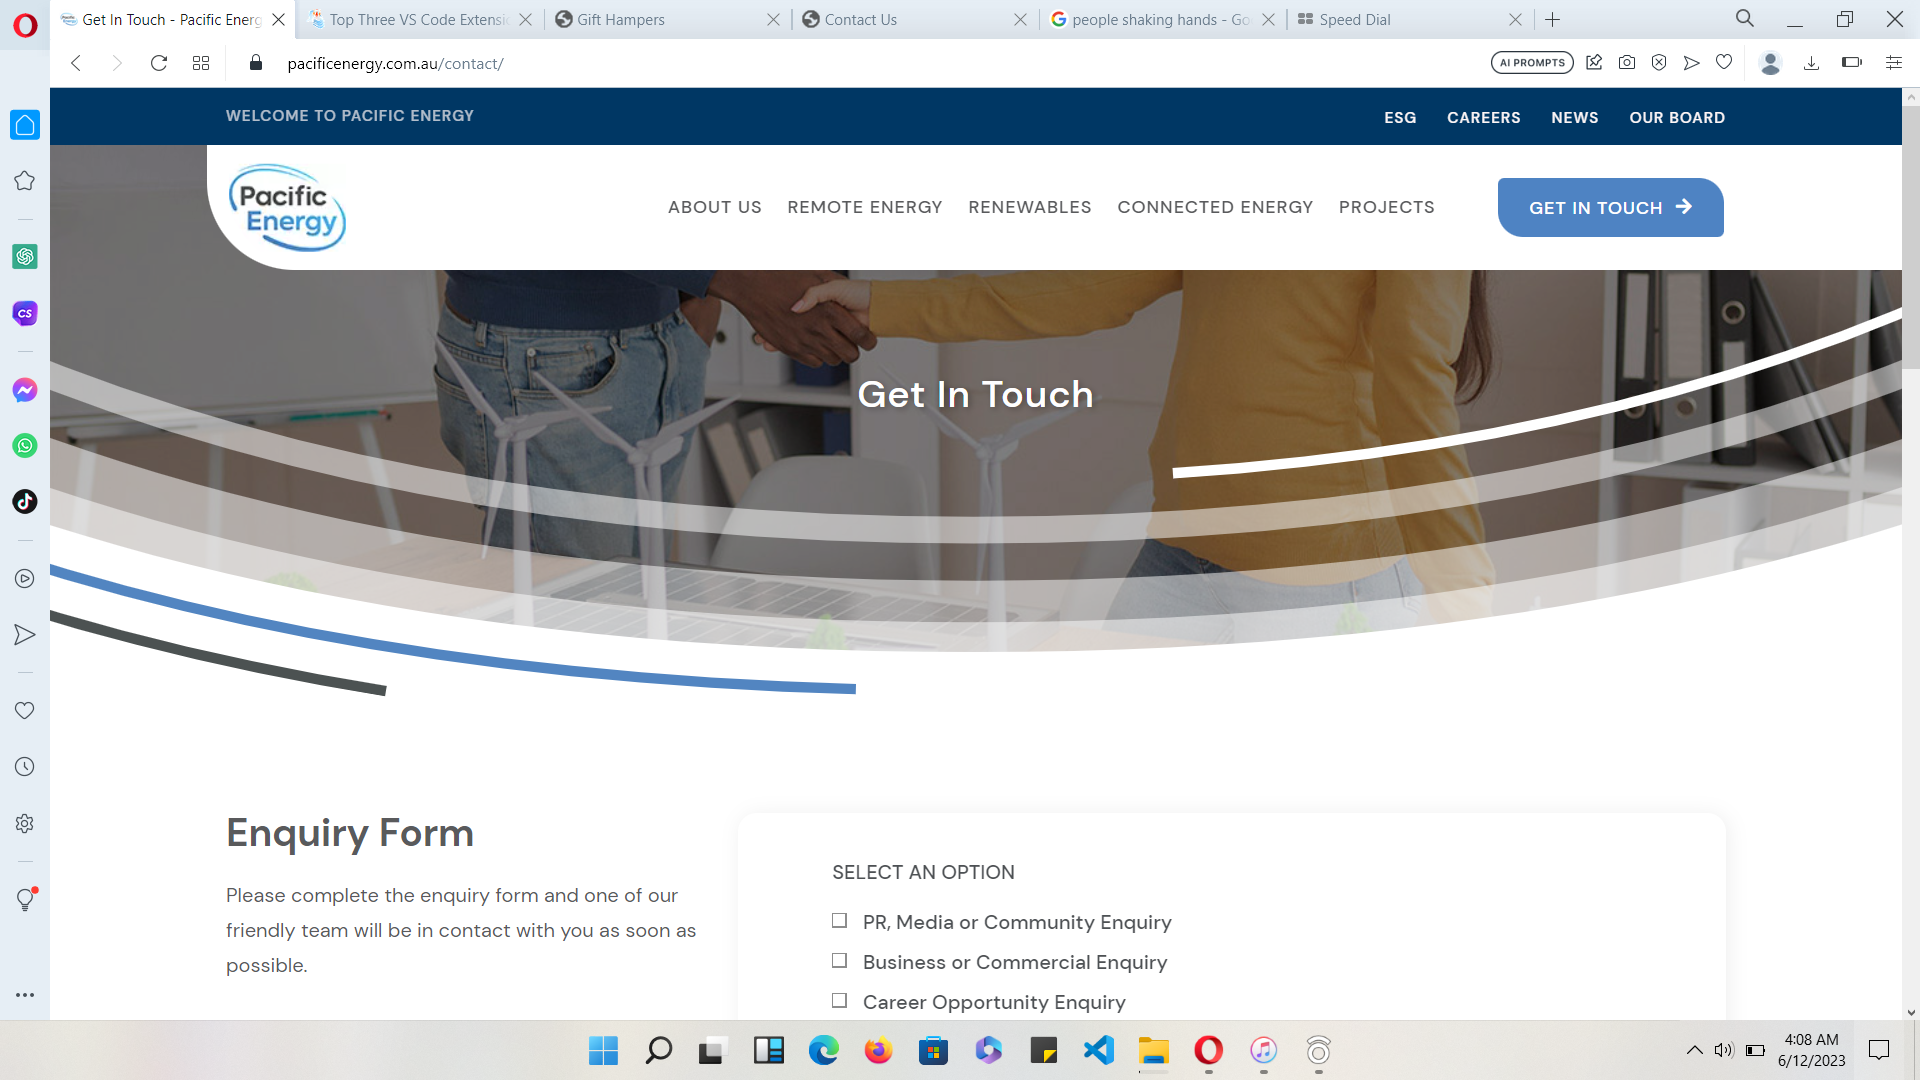 Get In Touch - Pacific Energ
Top Three VS Code Extensi
Gift Hampers
Contact Us
people shaking hands - Go
Speed Dial
pacificenergy.com.au/contact/
AI PROMPTS
WELCOME TO PACIFIC ENERGY
ESG
CAREERS
NEWS
OUR BOARD
Pacific
Energy
ABOUT US
REMOTE ENERGY
RENEWABLES
CONNECTED ENERGY
PROJECTS
GET IN TOUCH
CS
Get In Touch
Enquiry Form
Please complete the enquiry form and one of our
friendly team will be in contact with you as soon as
possible.
SELECT AN OPTION
PR, Media or Community Enquiry
Business or Commercial Enquiry
Career Opportunity Enquiry
4:08 AM
6/12/2023